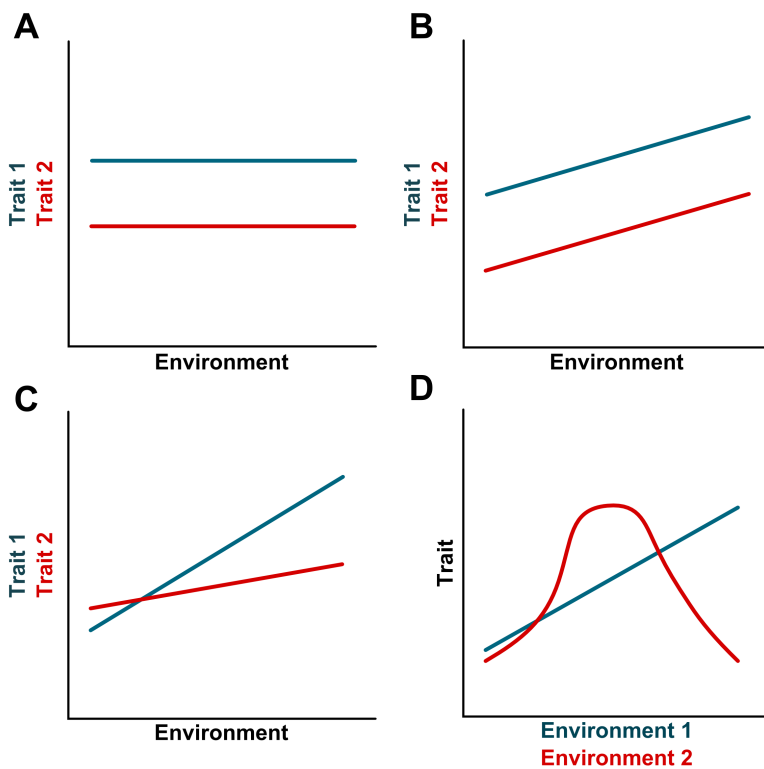 A
Trait 1
Trait 2
Environment
B
Trait 1
Trait 2
Environment
C
Trait 1
Trait 2
Environment
D
Trait
Environment 1
Environment 2